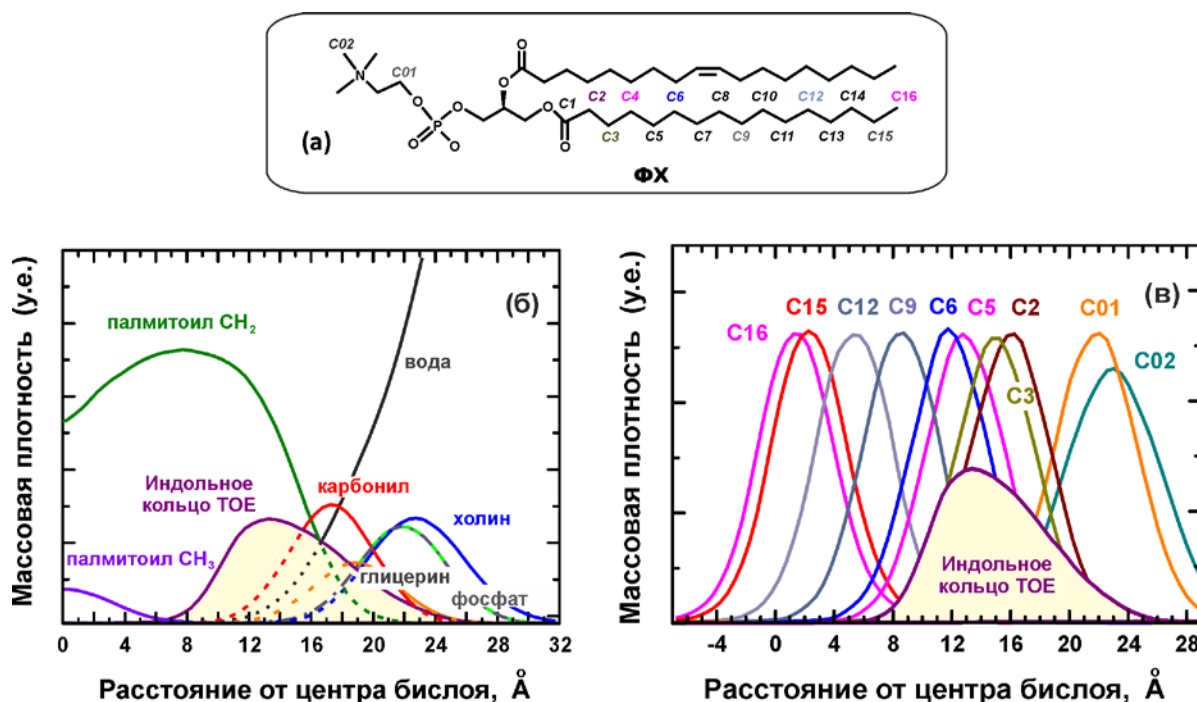 C02
C01
N
O
O
O
P
O
O
O
O
O
C1
C2 C4 C6 C8 C10 C12 C14 C16
C3 C5 C7 C9 C11 C13 C15
(а)
ФХ
Массовая плотность (у.е.)
(б)
палмитоил CH2
вода
Индольное
кольцо TOE
карбонил
холин
палмитоил CH3
глицерин
фосфат
0 4 8 12 16 20 24 28 32
Расстояние от центра бислоя, Å
Массовая плотность (у.е.)
(в)
C15 C12 C9 C6 C5 C2 C01
C16
C02
C3
Индольное
кольцо TOE
-4 0 4 8 12 16 20 24 28
Расстояние от центра бислоя, Å